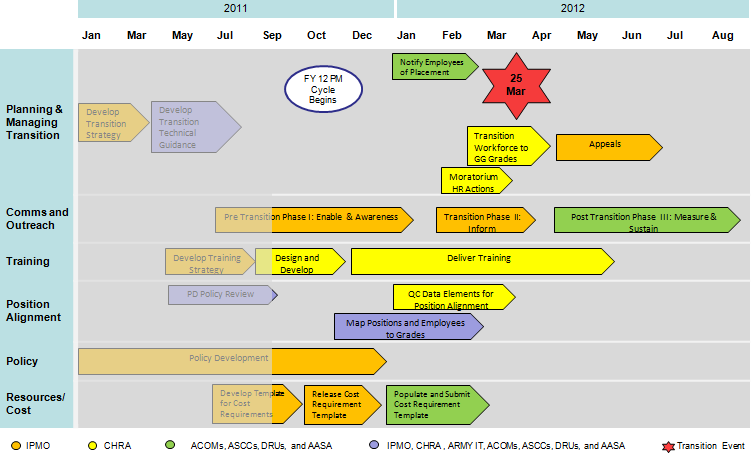 2011 2012
Jan Mar May Jul Sep Oct Dec Jan Feb Mar Apr May Jun Jul Aug
Planning &
Managing
Transition
Develop
Transition
Strategy
Develop
Transition
Technical
Guidance
FY 12 PM
Cycle
Begins
Notify Employees
of Placement
25
Mar
Transition
Workforce to
GG Grades
Appeals
Moratorium
HR Actions
Comms and
Outreach
Pre Transition Phase I: Enable & Awareness
Transition Phase II:
Inform
Post Transition Phase III: Measure &
Sustain
Training
Develop Training
Strategy
Design and
Develop
Deliver Training
Position
Alignment
PD Policy Review
QC Data Elements for
Position Alignment
Map Positions and Employees
to Grades
Policy
Policy Development
Resources/
Cost
Develop Template
for Cost
Requirements
Release Cost
Requirement
Template
Populate and Submit
Cost Requirement
Template
IPMO CHRA ACOMs, ASCCs, DRUs, and AASA IPMO, CHRA , ARMY IT, ACOMs, ASCCs, DRUs, and AASA Transition Event